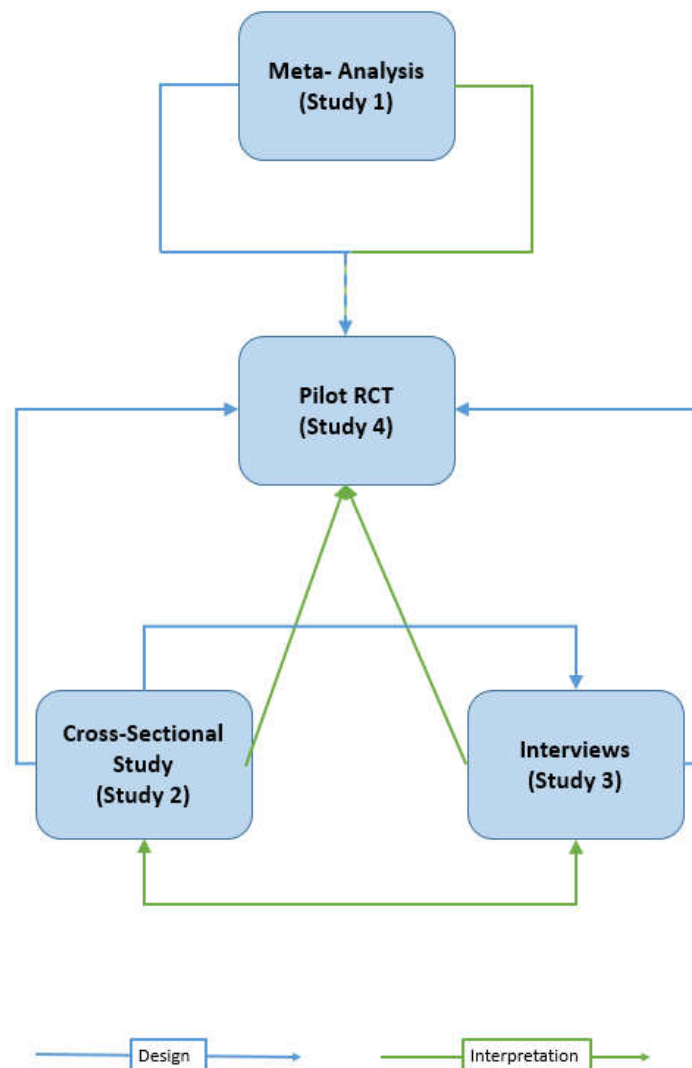 Meta- Analysis
(Study 1)
Pilot RCT
(Study 4)
Cross-Sectional
Study
(Study 2)
Interviews
(Study 3)
Design
Interpretation